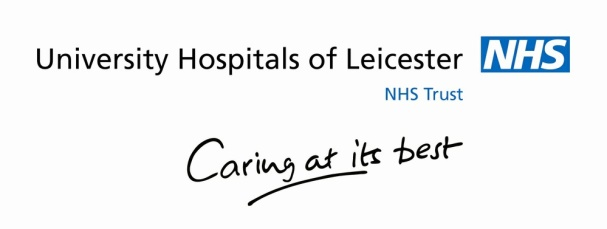 University Hospitals of Leicester NHS
NHS Trust
Caring at its best